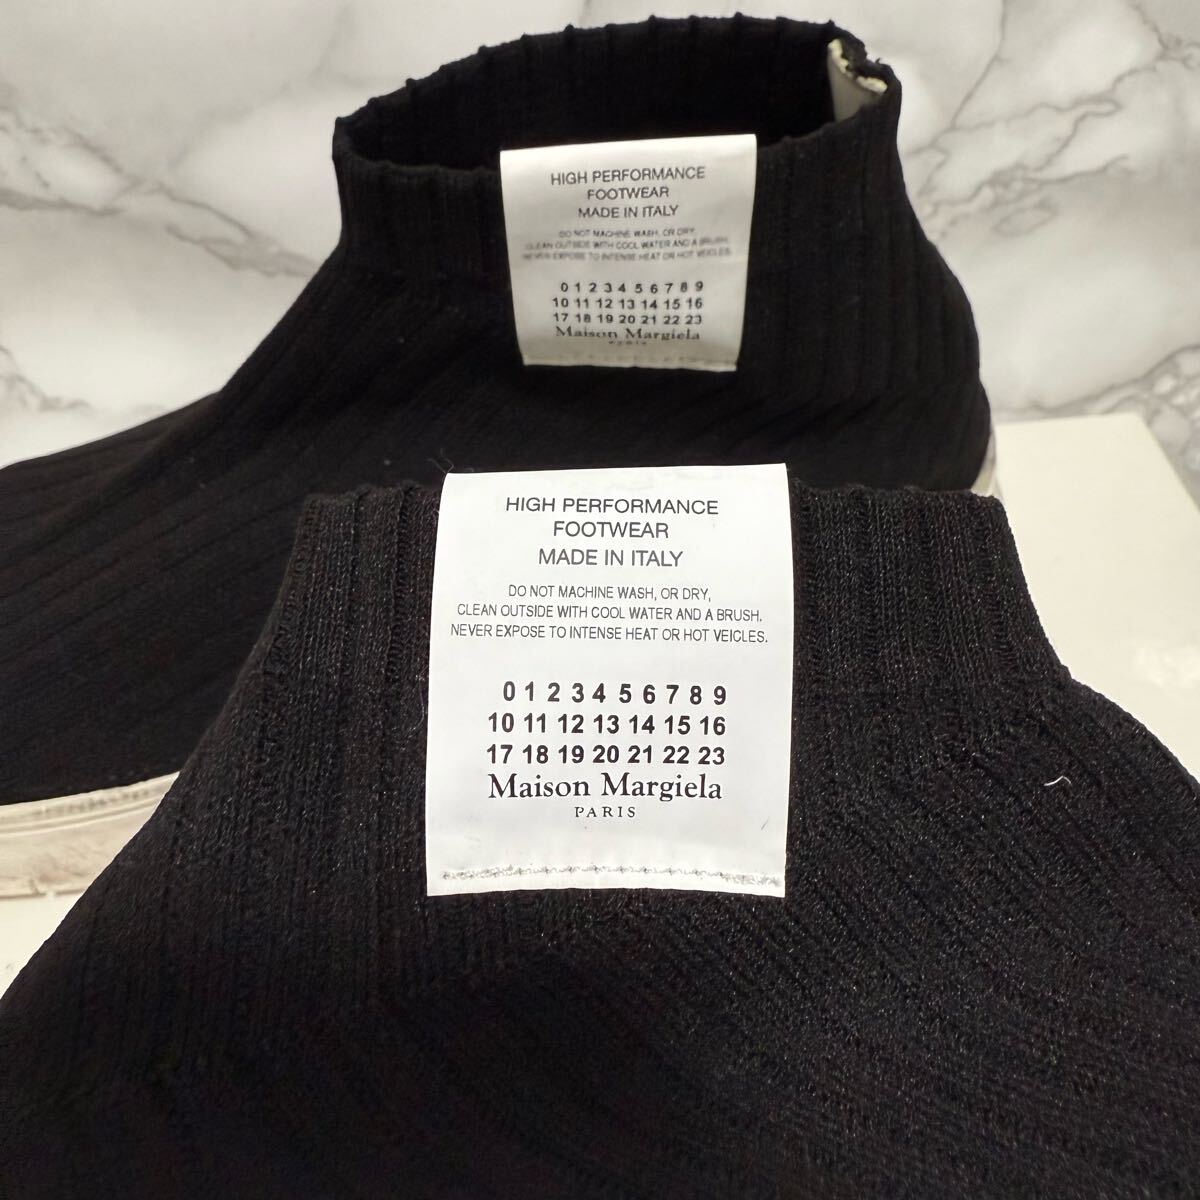 HIGH PERFORMANCE
FOOTWEAR
MADE IN ITALY
DO NOT MACHINE WASH, OR DRY,
CLEAN OUTSIDE WITH COOL WATER AND A BRUSH,
NEVER EXPOSE TO INTENSE HEAT OR HOT VEICLES.
0 1 2 3 4 5 6 7 8 9
10 11 12 13 14 15 16
17 18 19 20 21 22 23
Maison Margiela
PARIS
HIGH PERFORMANCE
FOOTWEAR
MADE IN ITALY
DO NOT MACHINE WASH, OR DRY,
CLEAN OUTSIDE WITH COOL WATER AND A BRUSH.
NEVER EXPOSE TO INTENSE HEAT OR HOT VEICLES.
0 1 2 3 4 5 6 7 8 9
10 11 12 13 14 15 16
17 18 19 20 21 22 23
Maison Margiela
PARIS